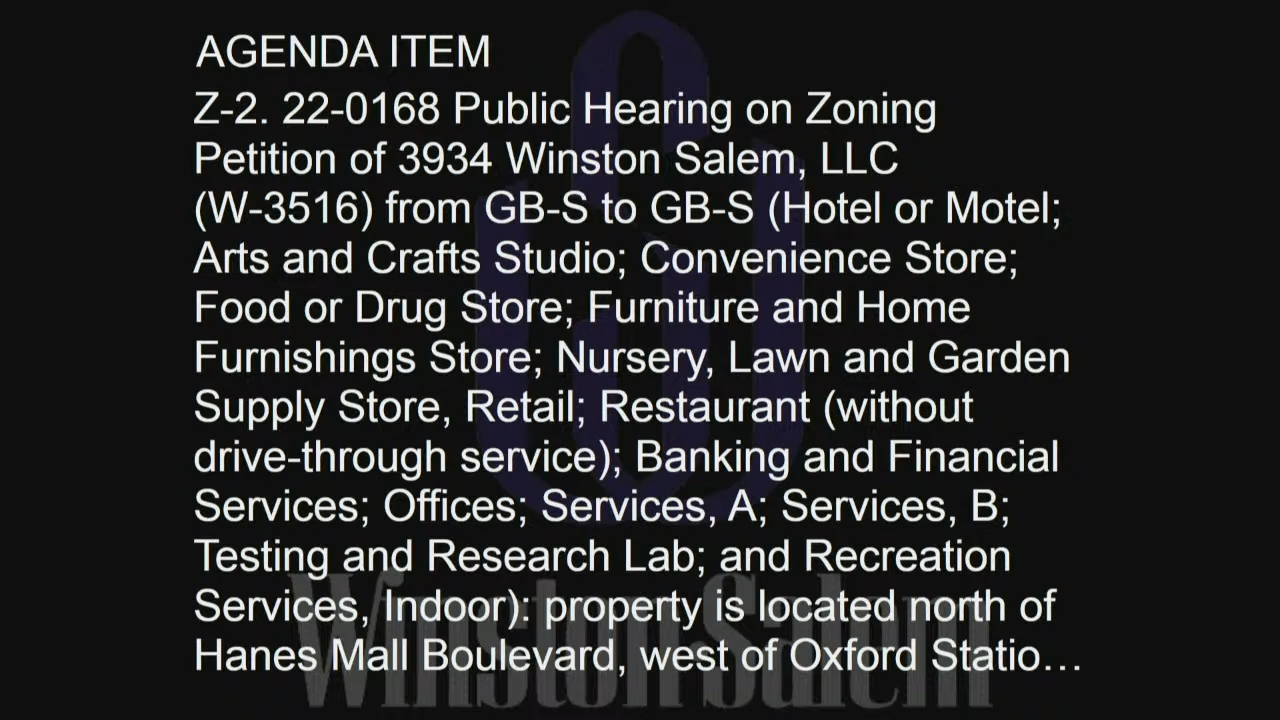 AGENDA ITEM
Z-2. 22-0168 Public Hearing on Zoning
Petition of 3934 Winston Salem, LLC
(W-3516) from GB-S to GB-S (Hotel or Motel;
Arts and Crafts Studio; Convenience Store;
Food or Drug Store; Furniture and Home
Furnishings Store; Nursery, Lawn and Garden
Supply Store, Retail; Restaurant (without
drive-through service); Banking and Financial
Services; Offices; Services, A; Services, B;
Testing and Research Lab; and Recreation
Services, Indoor): property is located north of
Hanes Mall Boulevard, west of Oxford Statio…
Winston-Salem